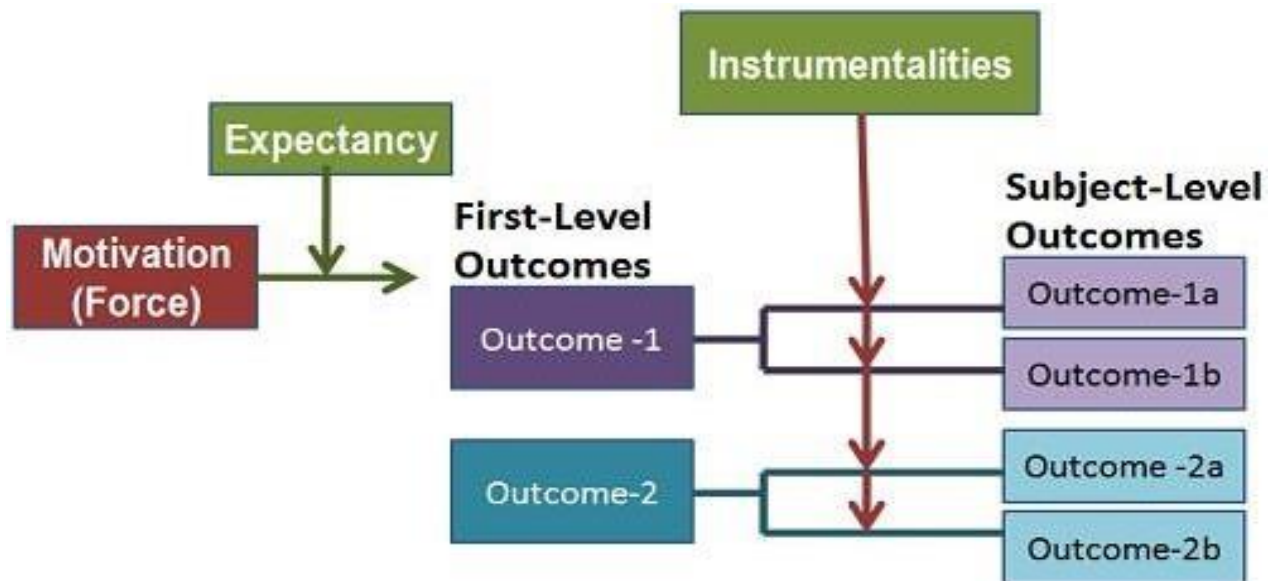 Instrumentalities
Expectancy
Motivation
(Force)
First-Level
Outcomes
Subject-Level
Outcomes
Outcome -1
Outcome-1a
Outcome-1b
Outcome-2
Outcome -2a
Outcome-2b